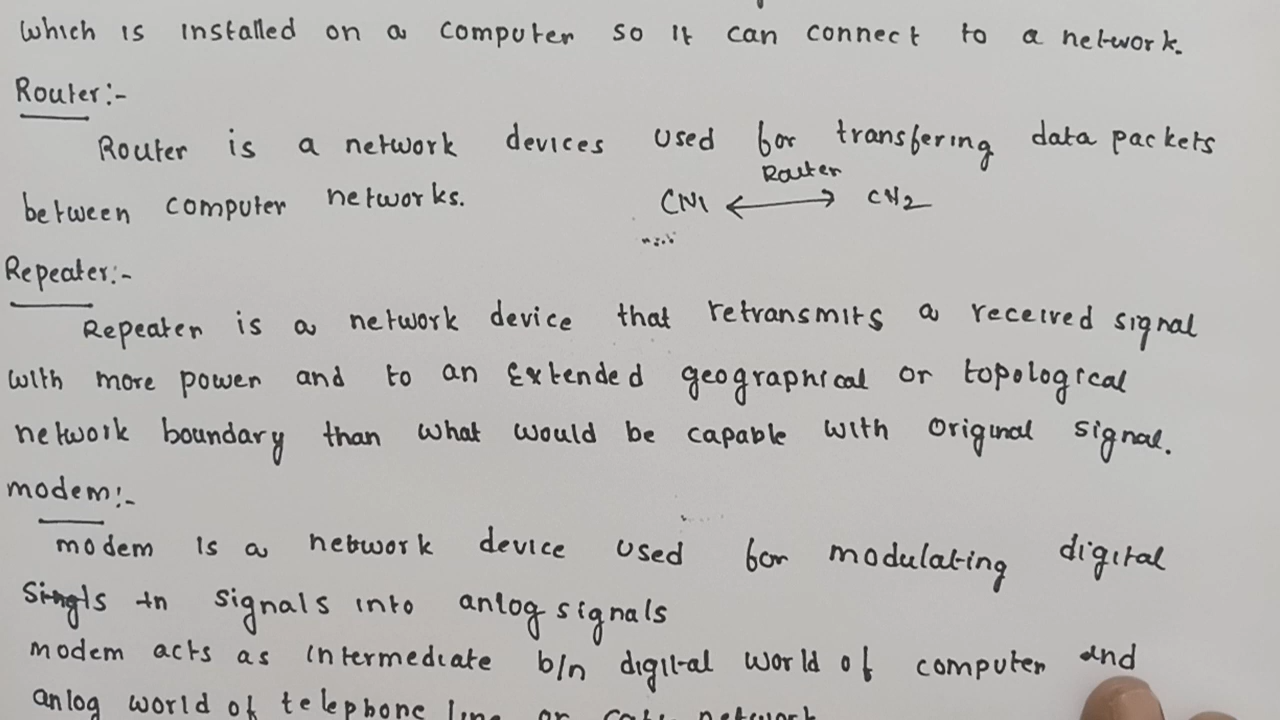 which is installed on a computer so it can connect to a network.
Router:-
Router is a network devices used for transfering data packets
Router
between computer networks. CN1 ⟷ CN2
Repeater:-
Repeater is a network device that retransmits a received signal
with more power and to an Extended geographical or topological
network boundary than what would be capable with original signal.
modem:-
modem is a network device used for modulating digital
signals into anlog signals
modem acts as intermediate b/n digital world of computer and
anlog world of telephone line or network